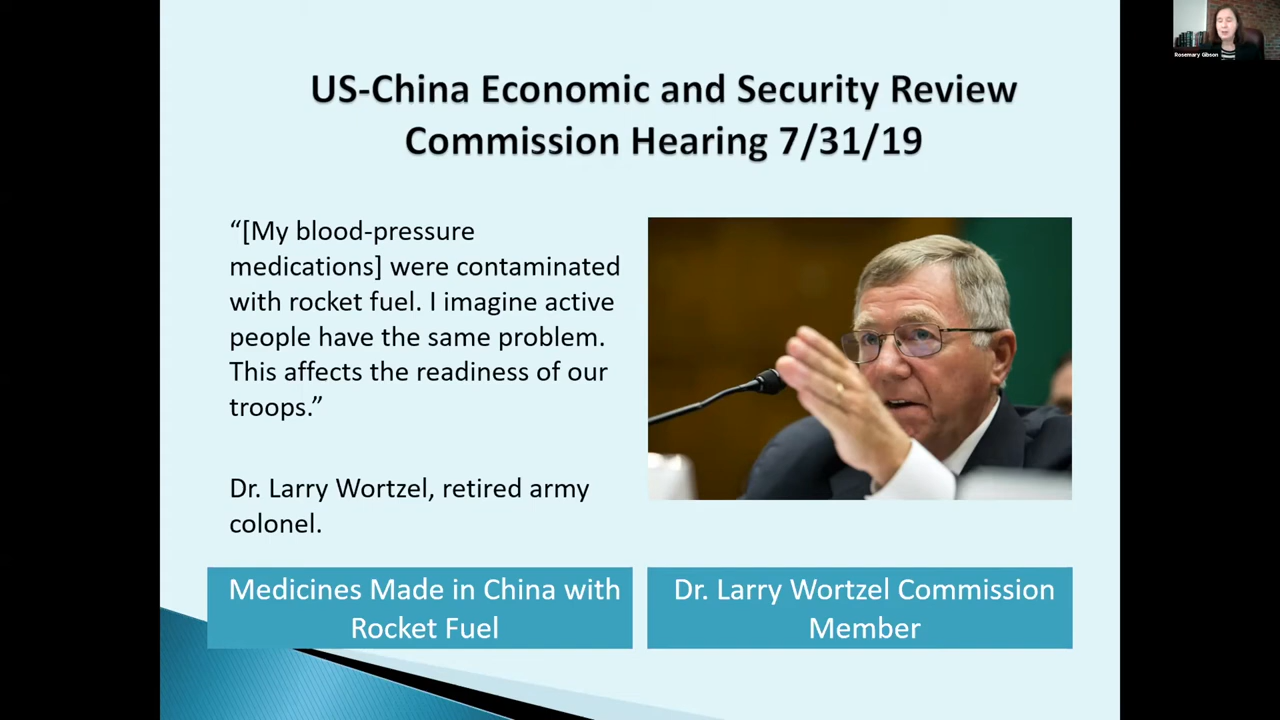 US-China Economic and Security Review
Commission Hearing 7/31/19
“[My blood-pressure
medications] were contaminated
with rocket fuel. I imagine active
people have the same problem.
This affects the readiness of our
troops.”
Dr. Larry Wortzel, retired army
colonel.
Medicines Made in China with
Rocket Fuel
Dr. Larry Wortzel Commission
Member
Rosemary Gibson